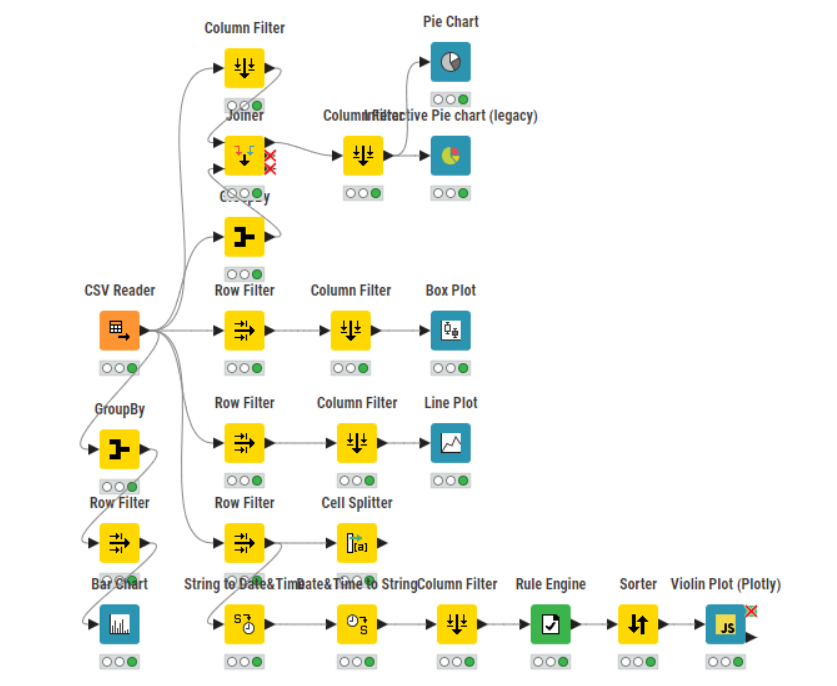 Column Filter
Pie Chart
Joiner
Column Filter
Interactive Pie chart (legacy)
GroupBy
CSV Reader
Row Filter
Column Filter
Box Plot
GroupBy
Row Filter
Column Filter
Line Plot
Row Filter
Row Filter
Cell Splitter
[a]
Bar Chart
String to Date&Time
Date&Time to String
Column Filter
Rule Engine
Sorter
Violin Plot (Plotly)
S
S
JS